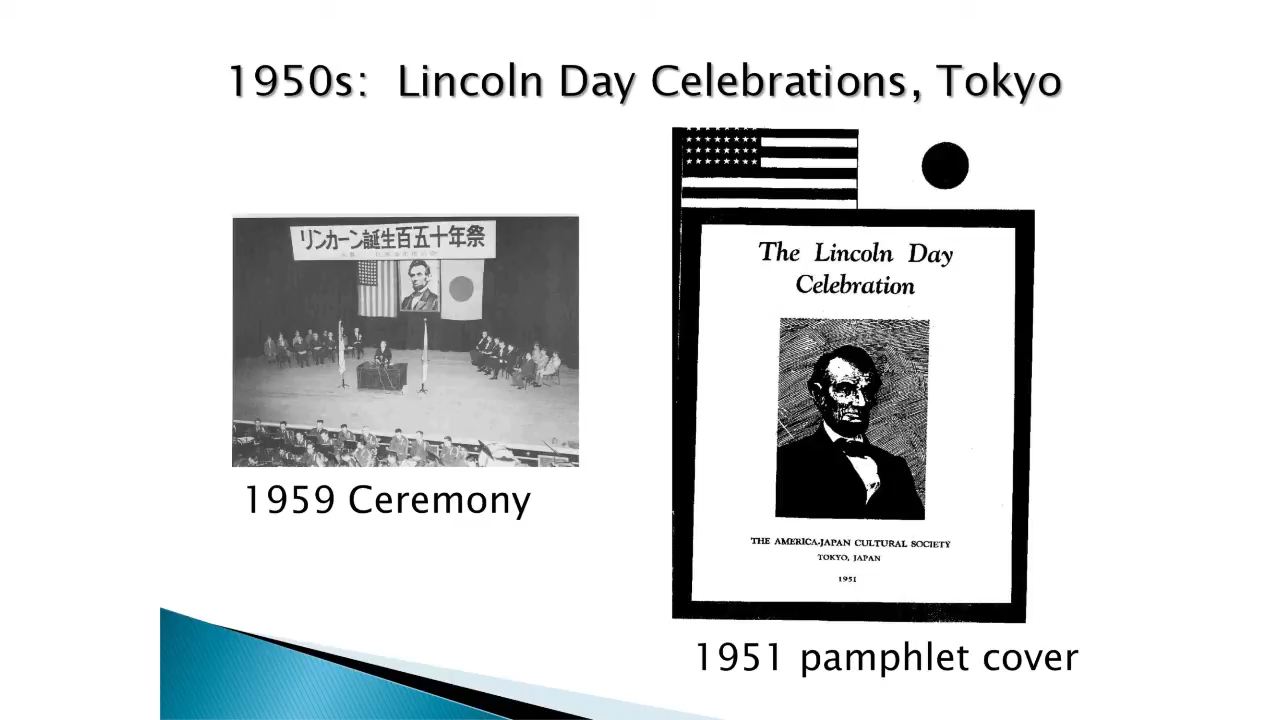 1950s: Lincoln Day Celebrations, Tokyo
リンカーン誕生百五十年祭
1959 Ceremony
The Lincoln Day
Celebration
THE AMERICA-JAPAN CULTURAL SOCIETY
TOKYO, JAPAN
1951
1951 pamphlet cover